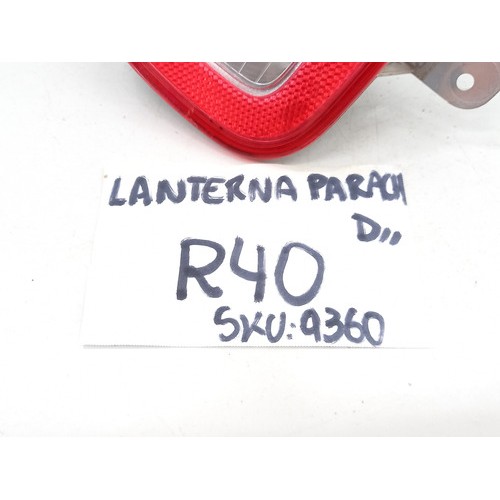 LANTERNA PARACH
D,,
R40
SKU:9360